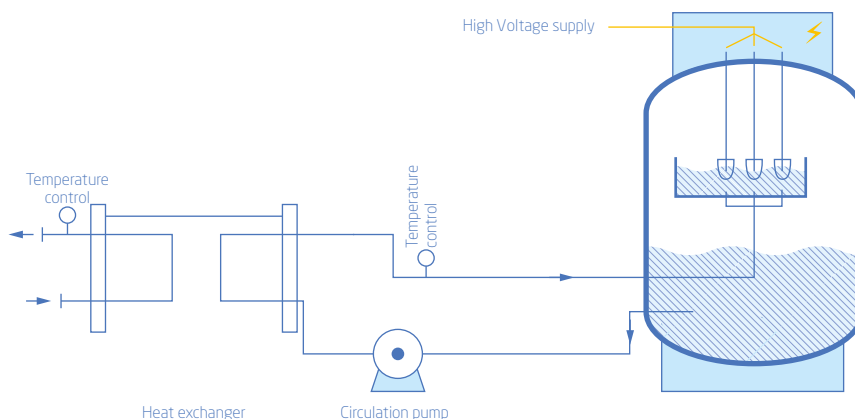 High Voltage supply
Temperature
control
Temperature
control
Heat exchanger
Circulation pump